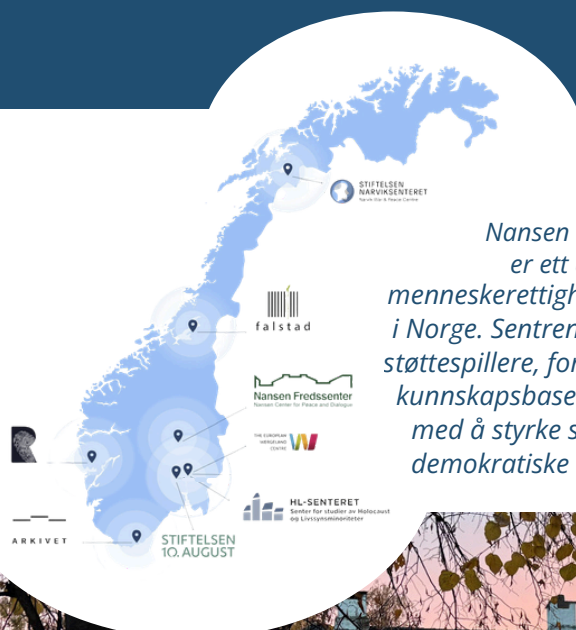 STIFTELSEN
NARVIKSENTERET
Narvik War & Peace Centre
Nansen
er ett
menneskerettigh
i Norge. Sentren
støttespillere, for
kunnskapsbase
med å styrke s
demokratiske
falstad
Nansen Fredssenter
Nansen Center for Peace and Dialogue
THE EUROPEAN
WERGELAND
CENTRE
HL-SENTERET
Senter for studier av Holocaust
og Livssynsminoriteter
ARKIVET
STIFTELSEN
10. AUGUST